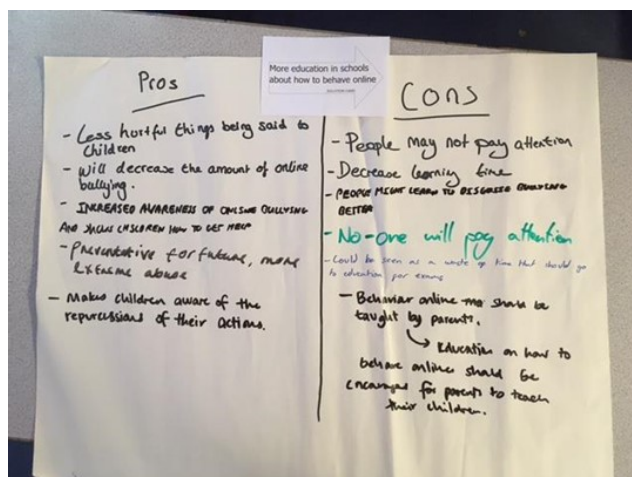 More education in schools
about how to behave online
Pros
- Less hurtful things being said to
children
- Will decrease the amount of online
bullying.
- INCREASED AWARENESS OF ONLINE BULLYING
AND SHOWS CHILDREN HOW TO GET HELP
- Preventative for future, more
extreme abuse
- Makes children aware of the
repurcussions of their actions.
Cons
- People may not pay attention
- Decrease learning time
- PEOPLE MIGHT LEARN TO DISGUISE BULLYING
BETTER
- No-one will pay attention
- Could be seen as a waste of time that should go
to education, per exams
- Behavior online should be
taught by parents.
Education on how to
behave online should be
encouraged for parents to teach
their children.